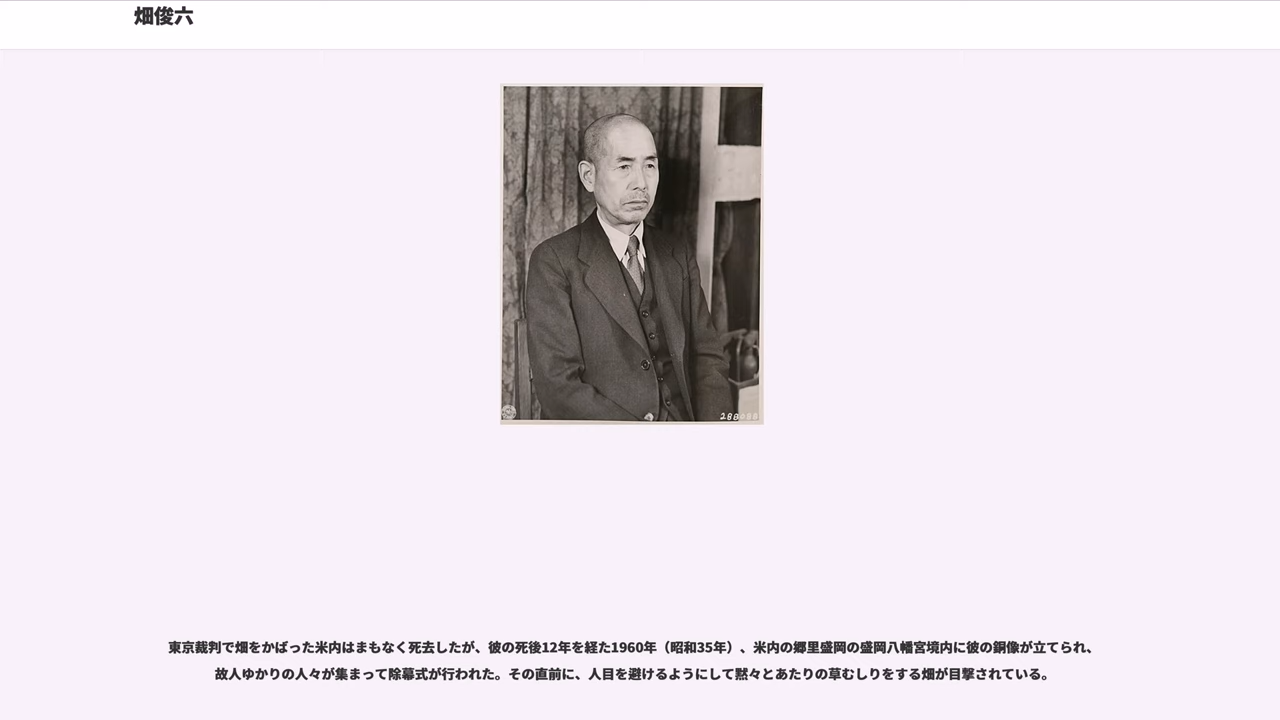 畑俊六
東京裁判で畑をかばった米内はまもなく死去したが、彼の死後12年を経た1960年（昭和35年）、米内の郷里盛岡の盛岡八幡宮境内に彼の銅像が立てられ、
故人ゆかりの人々が集まって除幕式が行われた。その直前に、人目を避けるようにして黙々とあたりの草むしりをする畑が目撃されている。